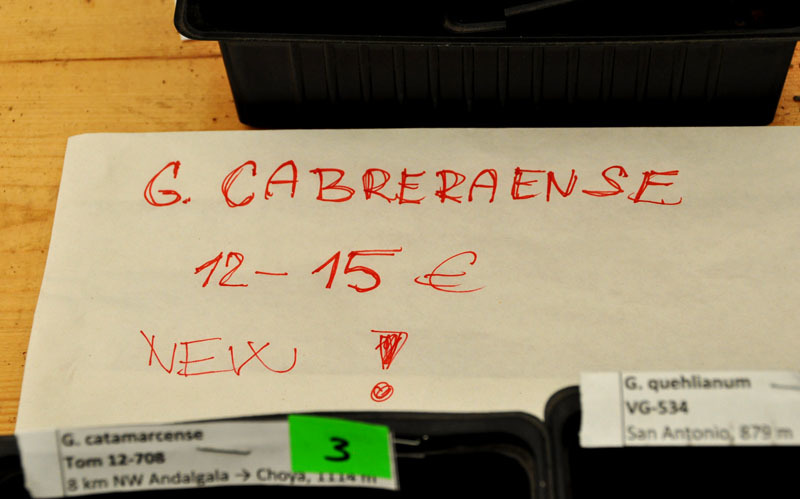 G. CABRERAENSE
12 – 15 €
NEW !
G. catamarcense
Tom 12-708
8 km NW Andalgala → Choya, 1114 m
3
G. quehlianum
VG-534
San Antonio, 879 m